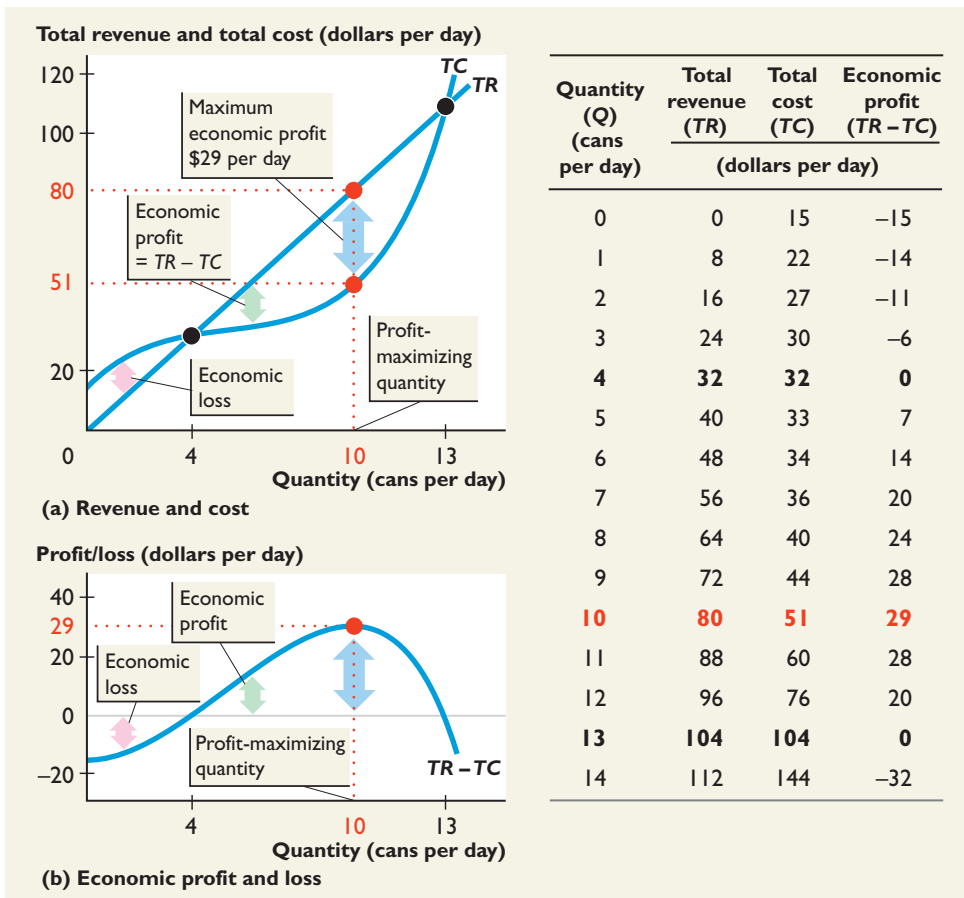 Total revenue and total cost (dollars per day)
120
100
80
51
20
0
4
10
13
TC
TR
Maximum
economic profit
$29 per day
Economic
profit
= TR – TC
Economic
loss
Profit-
maximizing
quantity
Quantity (cans per day)
(a) Revenue and cost
Profit/loss (dollars per day)
40
29
20
0
–20
4
10
13
Economic
profit
Economic
loss
Profit-maximizing
quantity
TR – TC
Quantity (cans per day)
(b) Economic profit and loss
Quantity
(Q)
(cans
per day)
Total
revenue
(TR)
Total
cost
(TC)
Economic
profit
(TR – TC)
(dollars per day)
0 0 15 –15
1 8 22 –14
2 16 27 –11
3 24 30 –6
4 32 32 0
5 40 33 7
6 48 34 14
7 56 36 20
8 64 40 24
9 72 44 28
10 80 51 29
11 88 60 28
12 96 76 20
13 104 104 0
14 112 144 –32